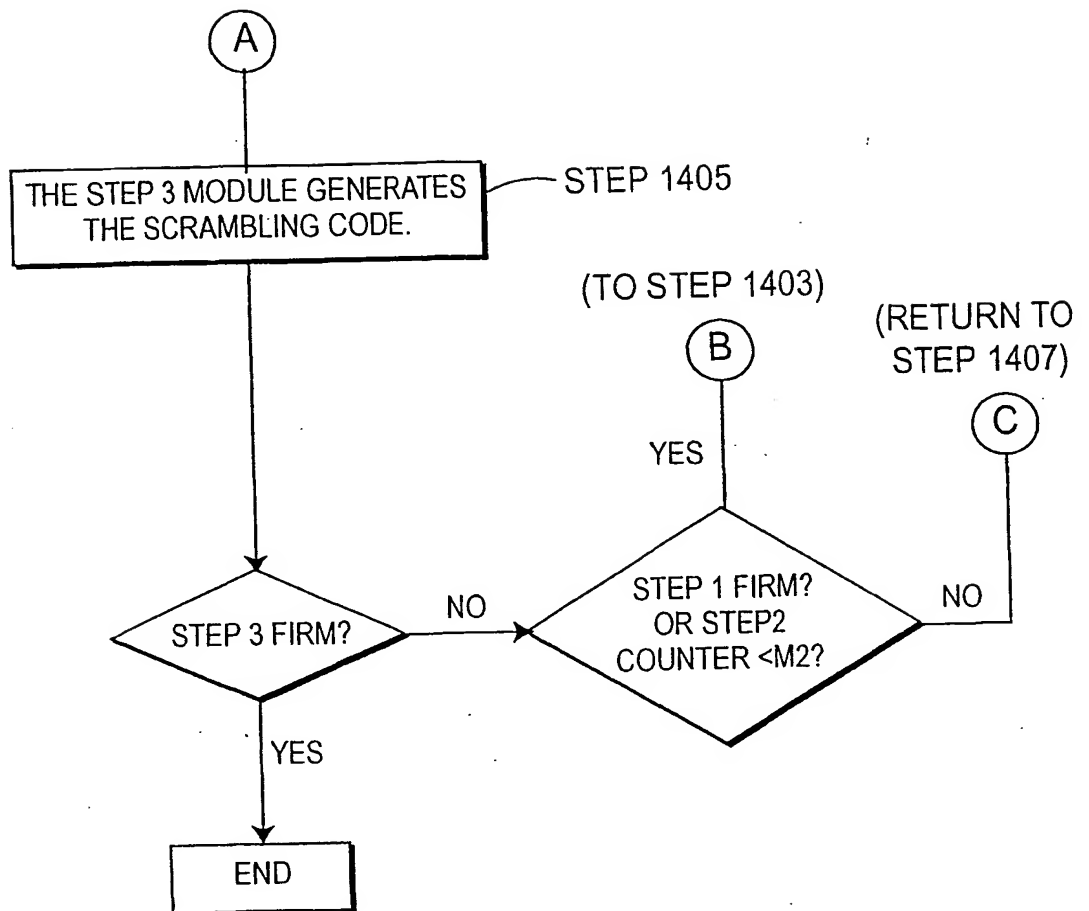 A
THE STEP 3 MODULE GENERATES
THE SCRAMBLING CODE.
STEP 1405
(TO STEP 1403)
B
(RETURN TO
STEP 1407)
C
YES
STEP 3 FIRM?
NO
STEP 1 FIRM?
OR STEP2
COUNTER <M2?
NO
YES
END